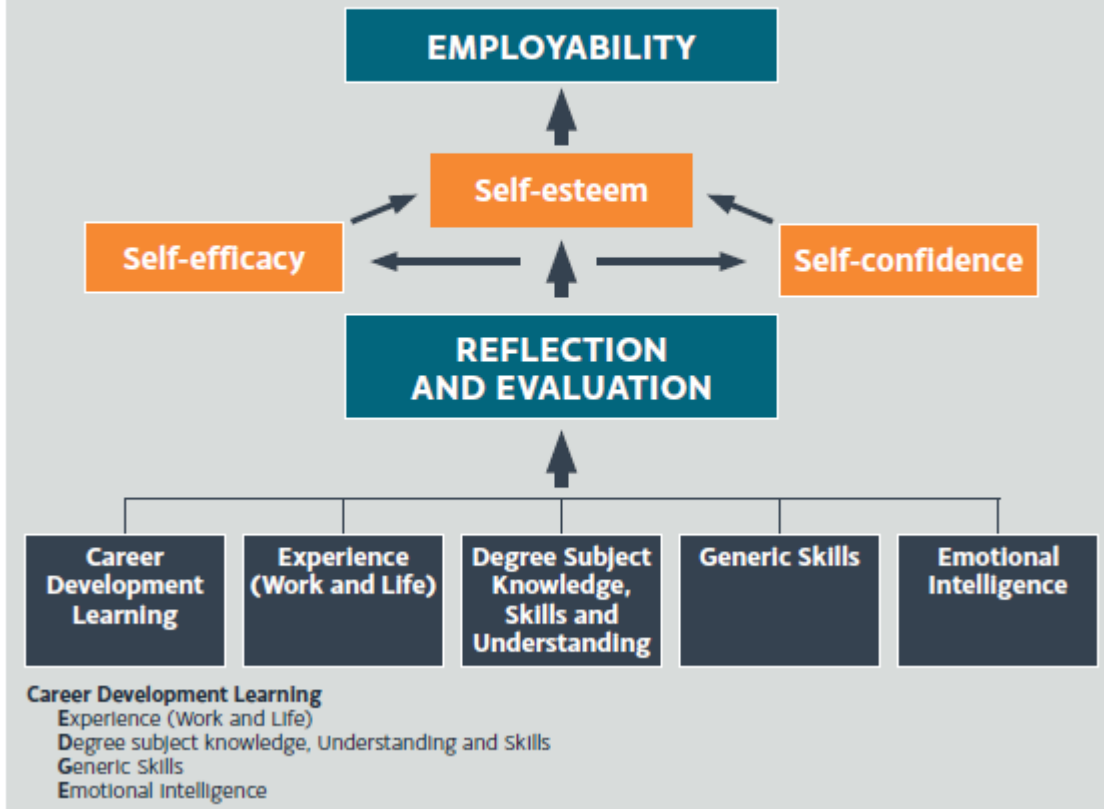 EMPLOYABILITY
Self-esteem
Self-efficacy
Self-confidence
REFLECTION
AND EVALUATION
Career
Development
Learning
Experience
(Work and Life)
Degree Subject
Knowledge,
Skills and
Understanding
Generic Skills
Emotional
Intelligence
Career Development Learning
Experience (Work and Life)
Degree subject knowledge, Understanding and Skills
Generic Skills
Emotional Intelligence